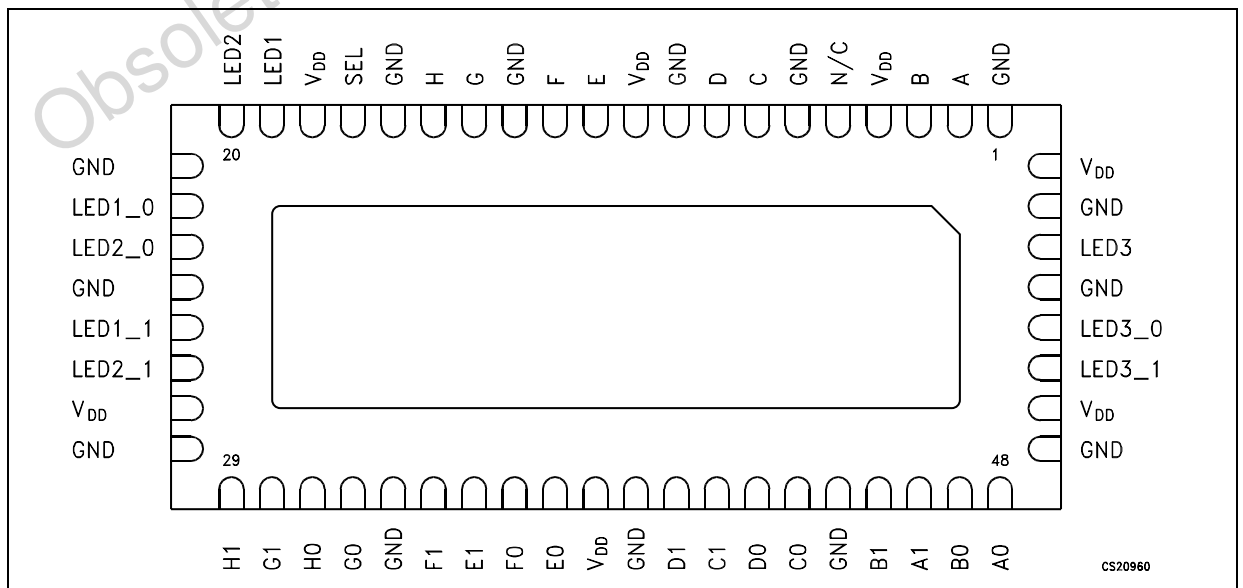 Obsole
LED2
LED1
VDD
SEL
GND
H
G
GND
F
E
VDD
GND
D
C
GND
N/C
VDD
B
A
GND
20
1
GND
LED1_0
LED2_0
GND
LED1_1
LED2_1
VDD
GND
VDD
GND
LED3
GND
LED3_0
LED3_1
VDD
GND
29
48
H1
G1
H0
G0
GND
F1
E1
F0
E0
VDD
GND
D1
C1
D0
C0
GND
B1
A1
B0
A0
CS20960